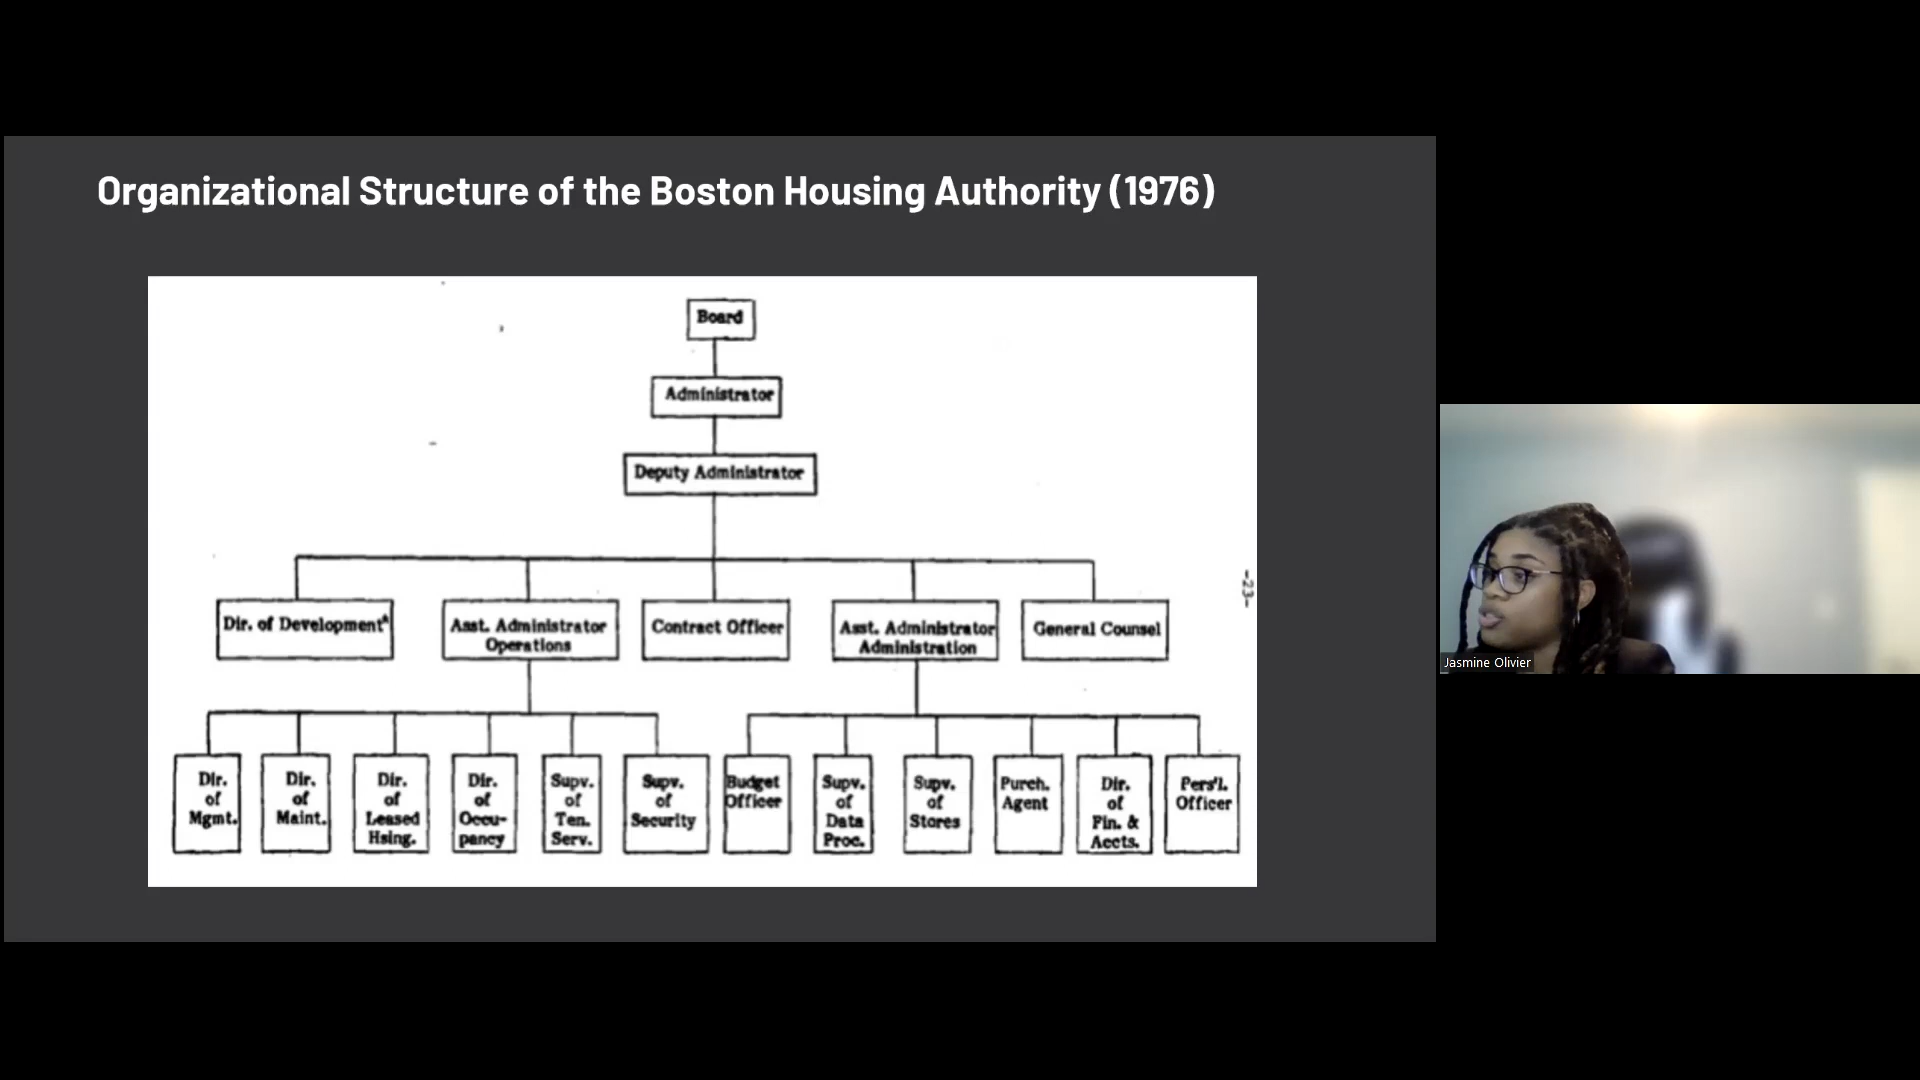 Organizational Structure of the Boston Housing Authority (1976)
Board
Administrator
Deputy Administrator
-23-
Dir. of Development*
Asst. Administrator
Operations
Contract Officer
Asst. Administrator
Administration
General Counsel
Dir.
of
Mgmt.
Dir.
of
Maint.
Dir.
of
Leased
Hsing.
Dir.
of
Occu-
pancy
Supv.
of
Ten.
Serv.
Supv.
of
Security
Budget
Officer
Supv.
of
Data
Proc.
Supv.
of
Stores
Purch.
Agent
Dir.
of
Fin. &
Accts.
Pers'l.
Officer
Jasmine Olivier